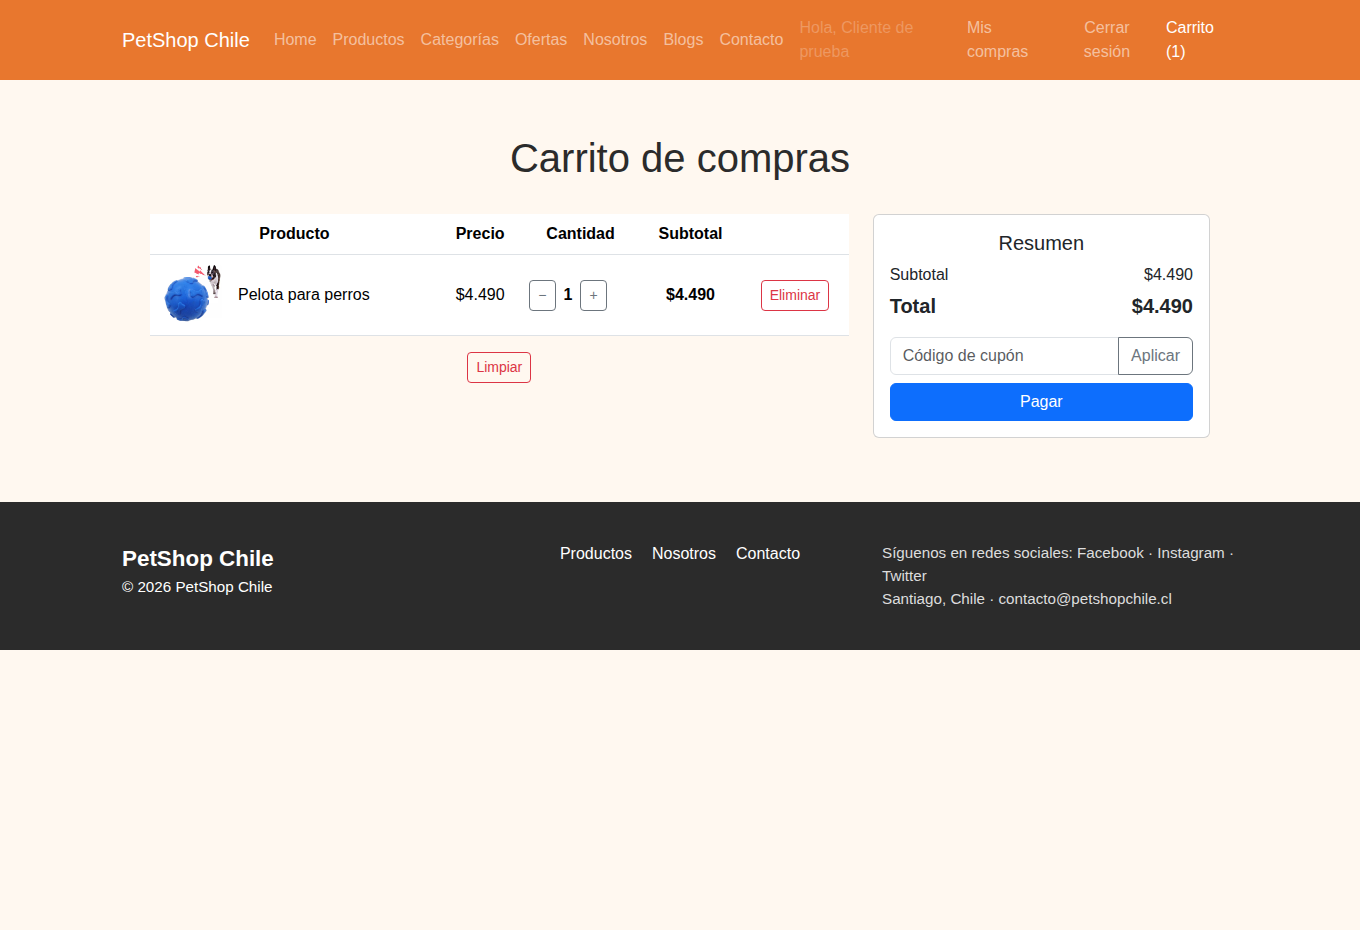 PetShop Chile Home Productos Categorías Ofertas Nosotros Blogs Contacto Hola, Cliente de prueba Mis compras Cerrar sesión Carrito (1)
Carrito de compras
Producto Precio Cantidad Subtotal
Pelota para perros $4.490 − 1 + $4.490 Eliminar
Limpiar
Resumen
Subtotal $4.490
Total $4.490
Código de cupón Aplicar
Pagar
PetShop Chile
© 2026 PetShop Chile
Productos Nosotros Contacto
Síguenos en redes sociales: Facebook · Instagram ·
Twitter
Santiago, Chile · contacto@petshopchile.cl